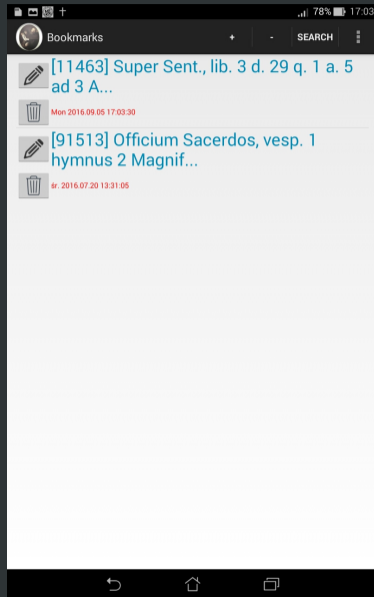 78% 17:03
Bookmarks + - SEARCH
[11463] Super Sent., lib. 3 d. 29 q. 1 a. 5
ad 3 A...
Mon 2016.09.05 17:03:30
[91513] Officium Sacerdos, vesp. 1
hymnus 2 Magnif...
śr. 2016.07.20 13:31:05